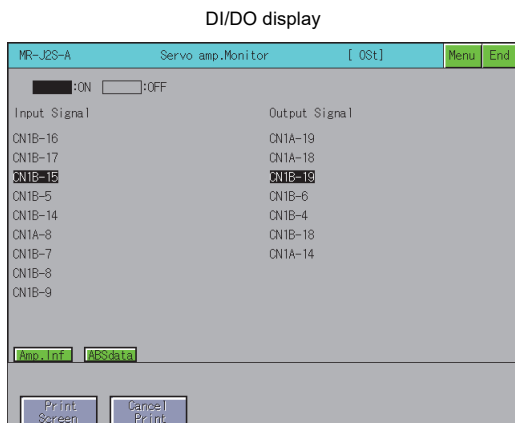 DI/DO display
MR-J2S-A Servo amp.Monitor [ OSt] Menu End
:ON :OFF
Input Signal Output Signal
CN1B-16 CN1A-19
CN1B-17 CN1A-18
CN1B-15 CN1B-19
CN1B-5 CN1B-6
CN1B-14 CN1B-4
CN1A-8 CN1B-18
CN1B-7 CN1A-14
CN1B-8
CN1B-9
Amp.Inf ABSdata
Print Cancel
Screen Print